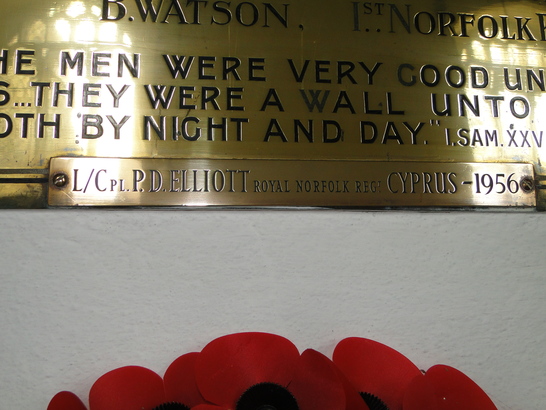 B. WATSON, 1ST NORFOLK
HE MEN WERE VERY GOOD UN
S...THEY WERE A WALL UNTO
OTH BY NIGHT AND DAY." I.SAM. XXV
L/CPL. P. D. ELLIOTT ROYAL NORFOLK REGT CYPRUS - 1956